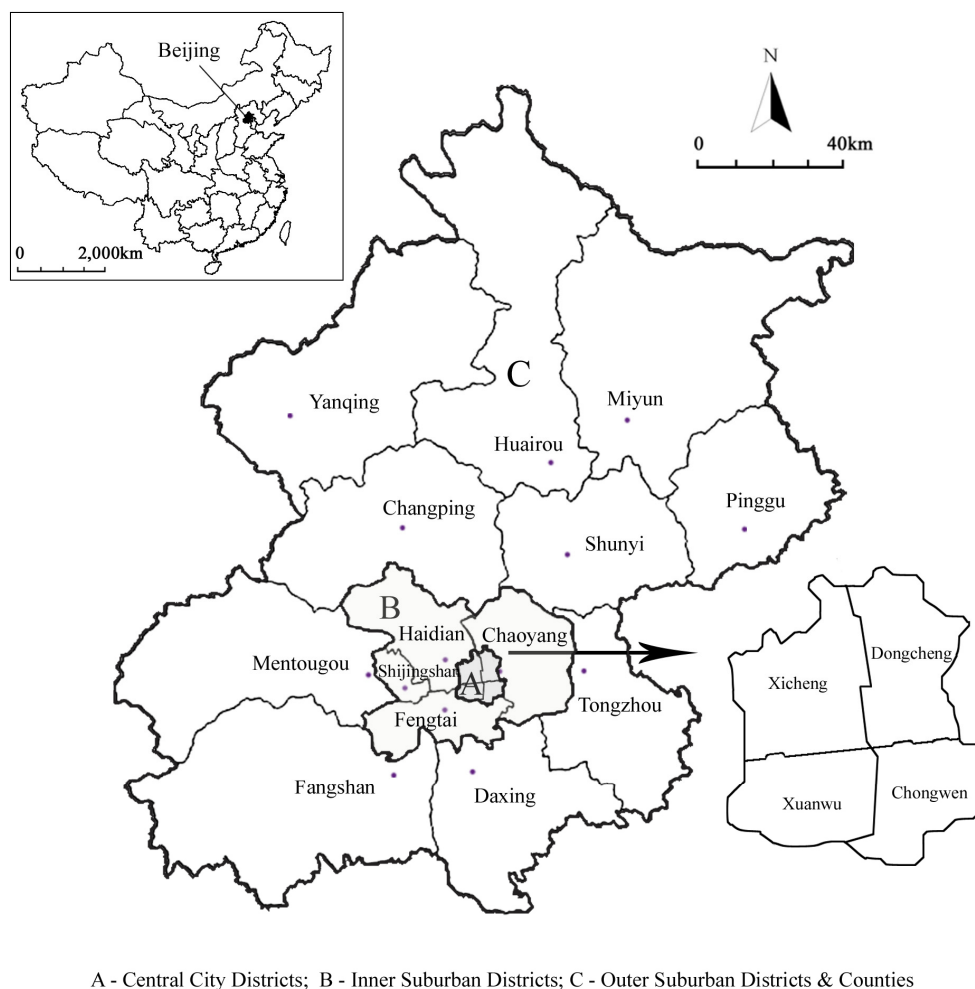 Beijing
0 2,000km
N
0 40km
C
Yanqing
Miyun
Huairou
Pinggu
Changping
Shunyi
B
Haidian
Chaoyang
Mentougou
Shijingshan
A
Tongzhou
Fengtai
Fangshan
Daxing
Dongcheng
Xicheng
Xuanwu
Chongwen
A - Central City Districts; B - Inner Suburban Districts; C - Outer Suburban Districts & Counties